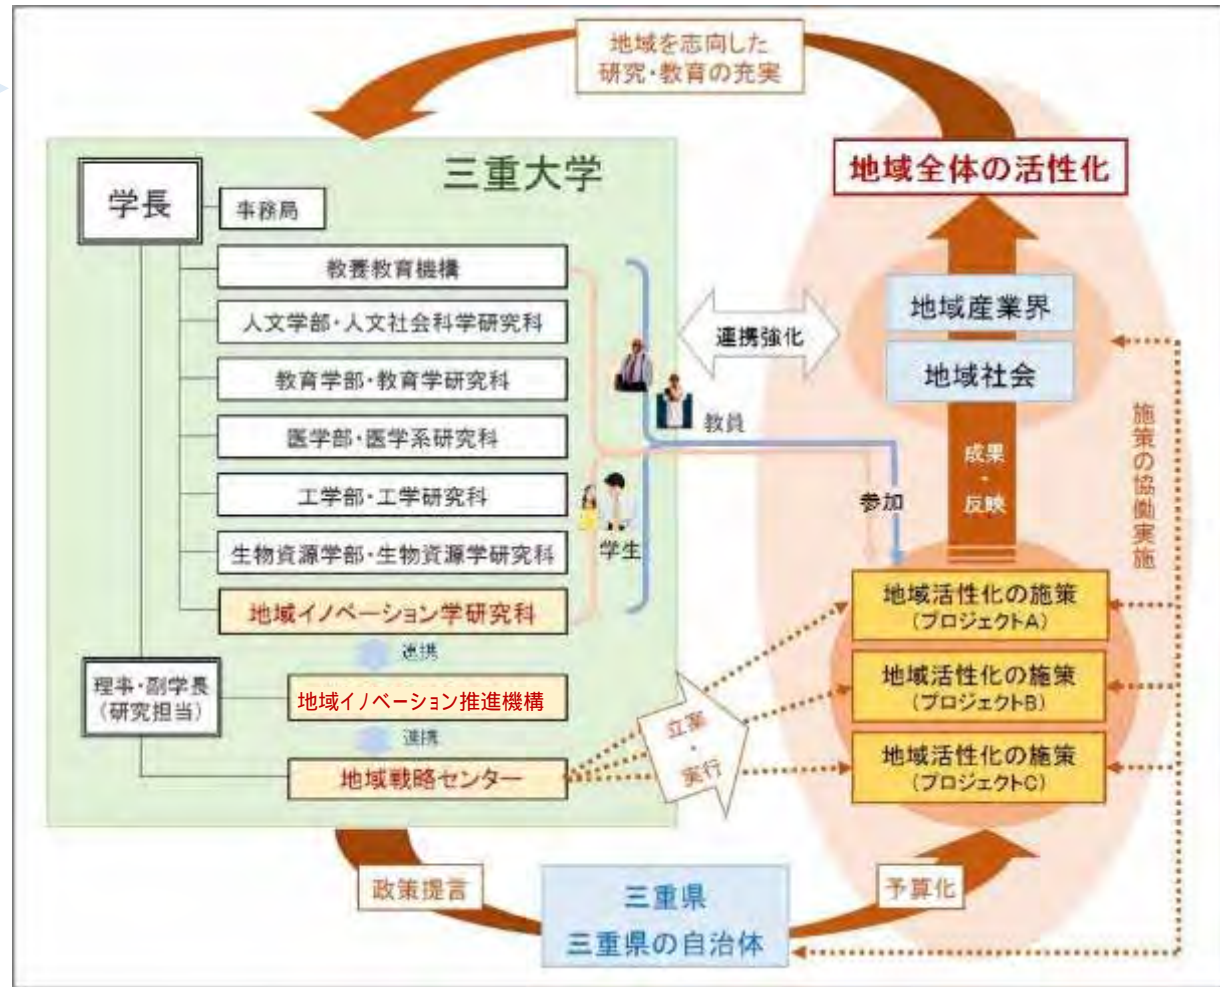 地域を志向した
研究・教育の充実
三重大学
学長
事務局
教養教育機構
人文学部・人文社会科学研究科
教育学部・教育学研究科
医学部・医学系研究科
工学部・工学研究科
生物資源学部・生物資源学研究科
地域イノベーション学研究科
連携
理事・副学長
(研究担当)
地域イノベーション推進機構
連携
地域戦略センター
教員
学生
連携強化
参加
立案・実行
地域全体の活性化
地域産業界
地域社会
成果・反映
施策の協働実施
地域活性化の施策
(プロジェクトA)
地域活性化の施策
(プロジェクトB)
地域活性化の施策
(プロジェクトC)
政策提言
三重県
三重県の自治体
予算化